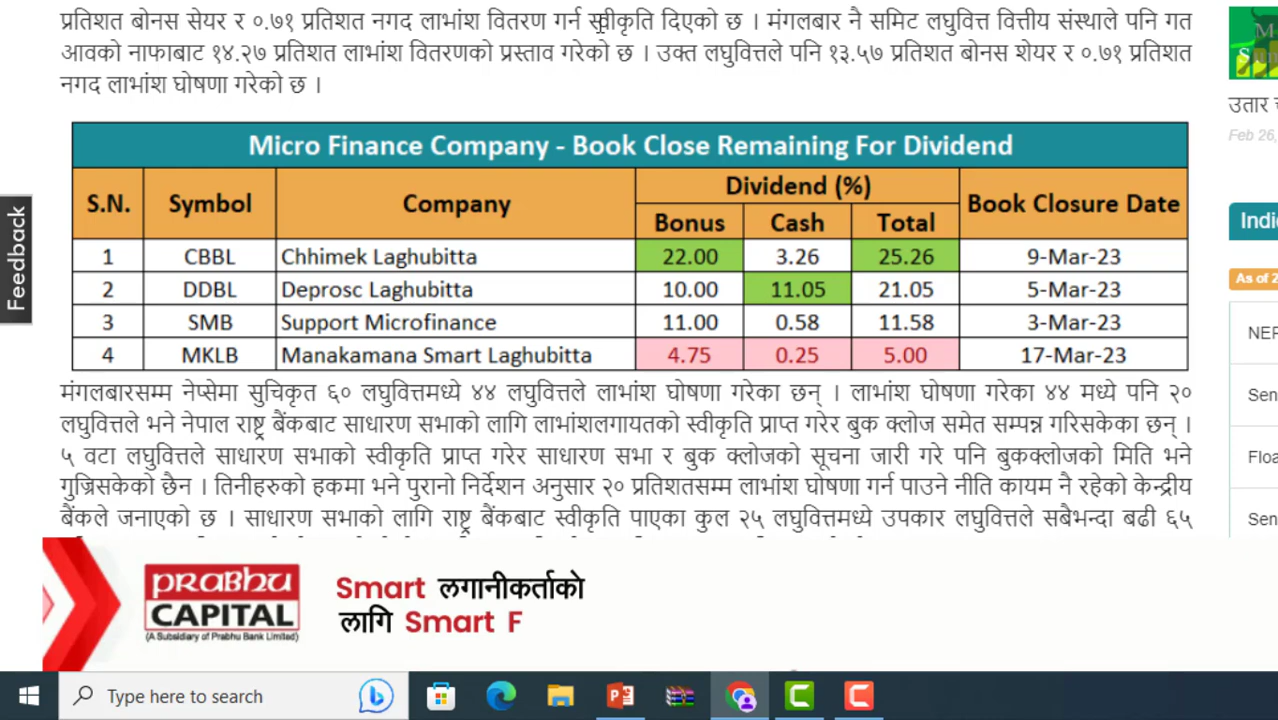 प्रतिशत बोनस सेयर र ०.७१ प्रतिशत नगद लाभांश वितरण गर्न स्वीकृति दिएको छ । मंगलबार नै समिट लघुवित्त वित्तीय संस्थाले पनि गत
आवको नाफाबाट १४.२७ प्रतिशत लाभांश वितरणको प्रस्ताव गरेको छ । उक्त लघुवित्तले पनि १३.५७ प्रतिशत बोनस शेयर र ०.७१ प्रतिशत
नगद लाभांश घोषणा गरेको छ ।
उतार
Feb 26,
Micro Finance Company - Book Close Remaining For Dividend
S.N. Symbol Company Dividend (%) Book Closure Date
Bonus Cash Total
1 CBBL Chhimek Laghubitta 22.00 3.26 25.26 9-Mar-23
2 DDBL Deprosc Laghubitta 10.00 11.05 21.05 5-Mar-23
3 SMB Support Microfinance 11.00 0.58 11.58 3-Mar-23
4 MKLB Manakamana Smart Laghubitta 4.75 0.25 5.00 17-Mar-23
Feedback
मंगलबारसम्म नेप्सेमा सुचिकृत ६० लघुवित्तमध्ये ४४ लघुवित्तले लाभांश घोषणा गरेका छन् । लाभांश घोषणा गरेका ४४ मध्ये पनि २०
लघुवित्तले भने नेपाल राष्ट्र बैंकबाट साधारण सभाको लागि लाभांशलगायतको स्वीकृति प्राप्त गरेर बुक क्लोज समेत सम्पन्न गरिसकेका छन् ।
५ वटा लघुवित्तले साधारण सभाको स्वीकृति प्राप्त गरेर साधारण सभा र बुक क्लोजको सूचना जारी गरे पनि बुकक्लोजको मिति भने
गुज्रिसकेको छैन । तिनीहरुको हकमा भने पुरानो निर्देशन अनुसार २० प्रतिशतसम्म लाभांश घोषणा गर्न पाउने नीति कायम नै रहेको केन्द्रीय
बैंकले जनाएको छ । साधारण सभाको लागि राष्ट्र बैंकबाट स्वीकृति पाएका कुल २५ लघुवित्तमध्ये उपकार लघुवित्तले सबैभन्दा बढी ६५
Indi
As of 2
NEP
Sen
Floa
Sen
PRABHU
CAPITAL
(A Subsidiary of Prabhu Bank Limited)
Smart लगानीकर्ताको
लागि Smart F
Type here to search